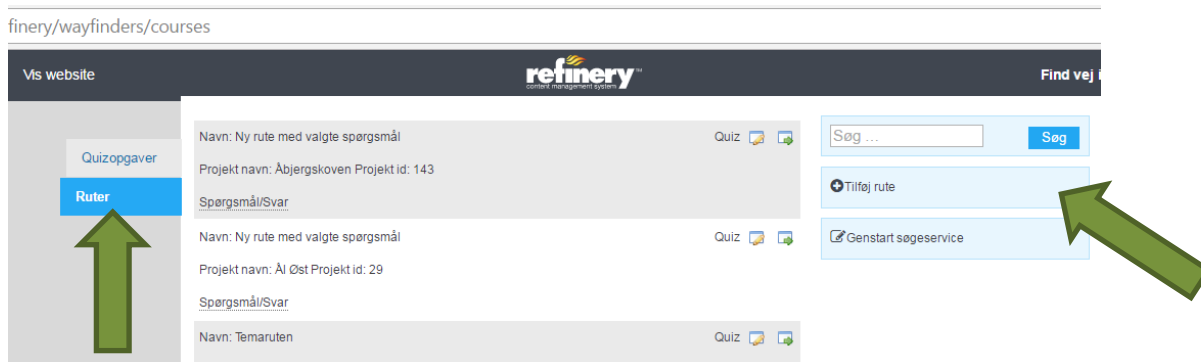 finery/wayfinders/courses
Vis website
refinery™
content management system
Find vej i
Quizopgaver
Ruter
Navn: Ny rute med valgte spørgsmål
Quiz
Projekt navn: Åbjergskoven Projekt id: 143
Spørgsmål/Svar
Navn: Ny rute med valgte spørgsmål
Quiz
Projekt navn: Ål Øst Projekt id: 29
Spørgsmål/Svar
Navn: Temaruten
Quiz
Søg ...
Søg
Tilføj rute
Genstart søgeservice